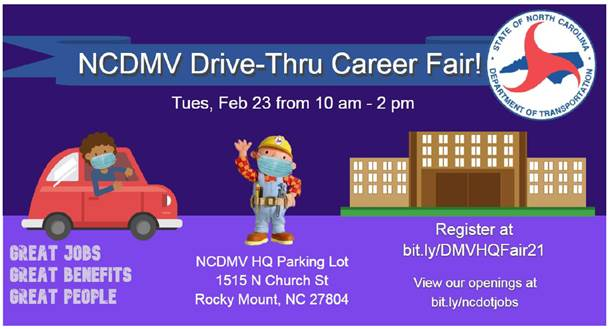 NCDMV Drive-Thru Career Fair!
Tues, Feb 23 from 10 am - 2 pm
STATE OF NORTH CAROLINA
DEPARTMENT OF TRANSPORTATION
GREAT JOBS
GREAT BENEFITS
GREAT PEOPLE
NCDMV HQ Parking Lot
1515 N Church St
Rocky Mount, NC 27804
Register at
bit.ly/DMVHQFair21
View our openings at
bit.ly/ncdotjobs